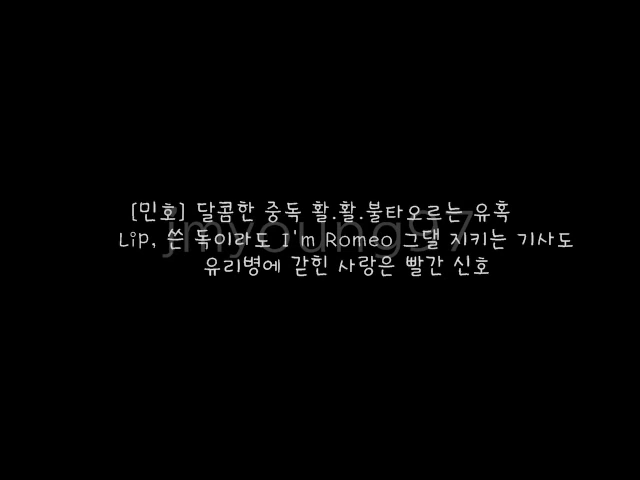 [민호] 달콤한 중독 활.활.불타오르는 유혹
Lip, 쓴 독이라도 I'm Romeo 그댈 지키는 기사도
유리병에 갇힌 사랑은 빨간 신호
jmyoung97